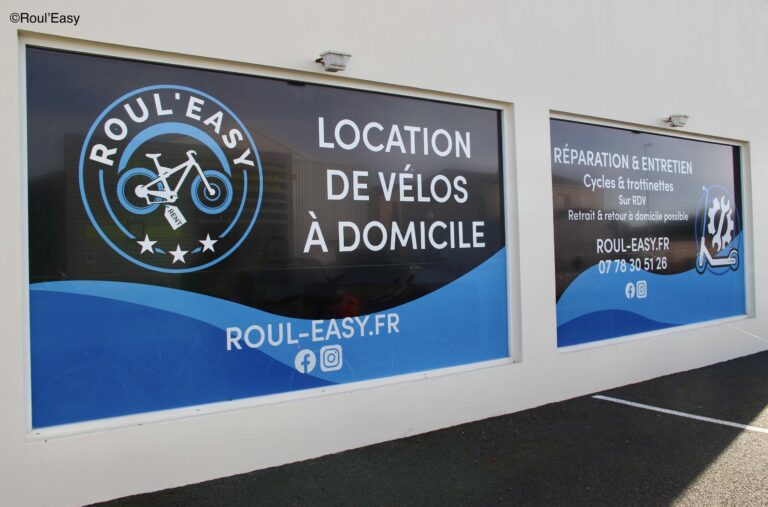 ©Roul'Easy
ROUL'EASY
RENT
LOCATION
DE VÉLOS
À DOMICILE
ROUL-EASY.FR
RÉPARATION & ENTRETIEN
Cycles & trottinettes
Sur RDV
Retrait & retour à domicile possible
ROUL-EASY.FR
07 78 30 51 26